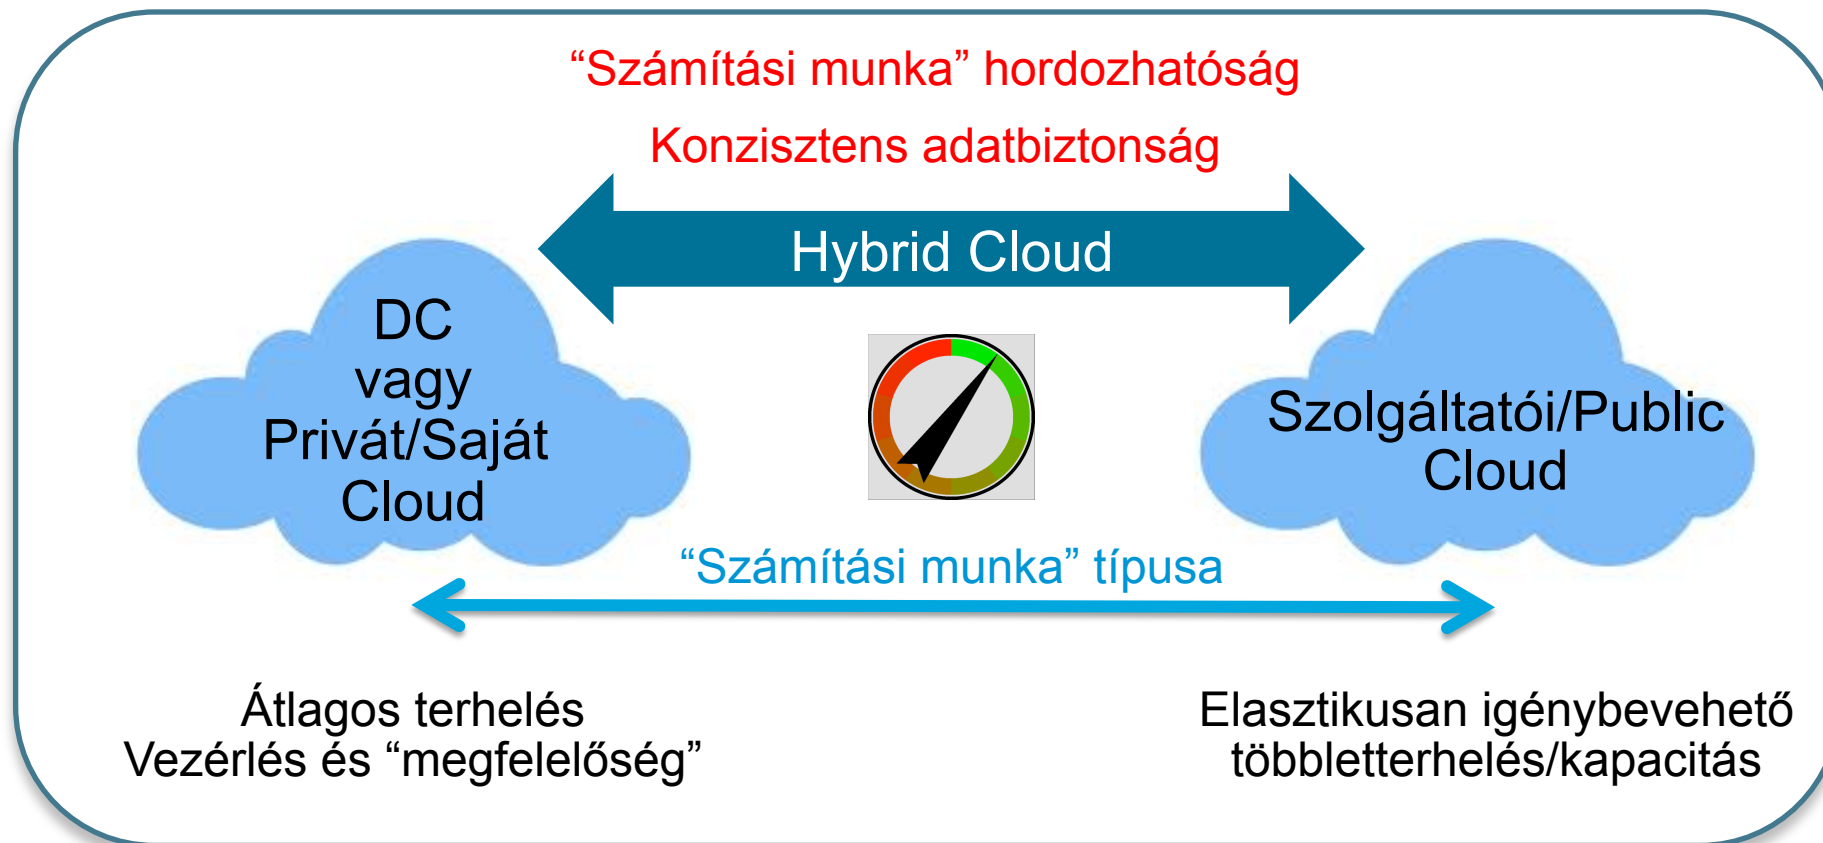 “Számítási munka” hordozhatóság
Konzisztens adatbiztonság
Hybrid Cloud
DC
vagy
Privát/Saját
Cloud
Szolgáltatói/Public
Cloud
“Számítási munka” típusa
Átlagos terhelés
Vezérlés és “megfelelőség”
Elasztikusan igénybevehető
többletterhelés/kapacitás